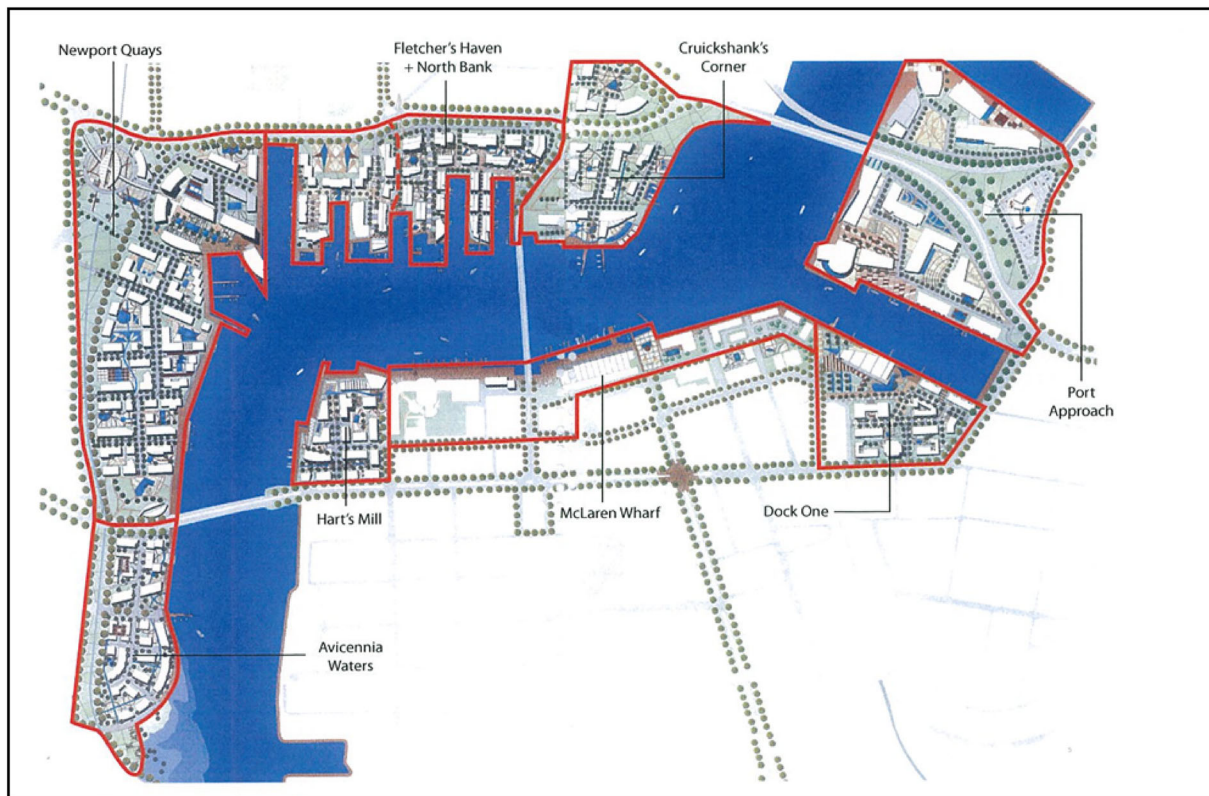 Newport Quays
Fletcher's Haven
+ North Bank
Cruickshank's
Corner
Port
Approach
Hart's Mill
McLaren Wharf
Dock One
Avicennia
Waters